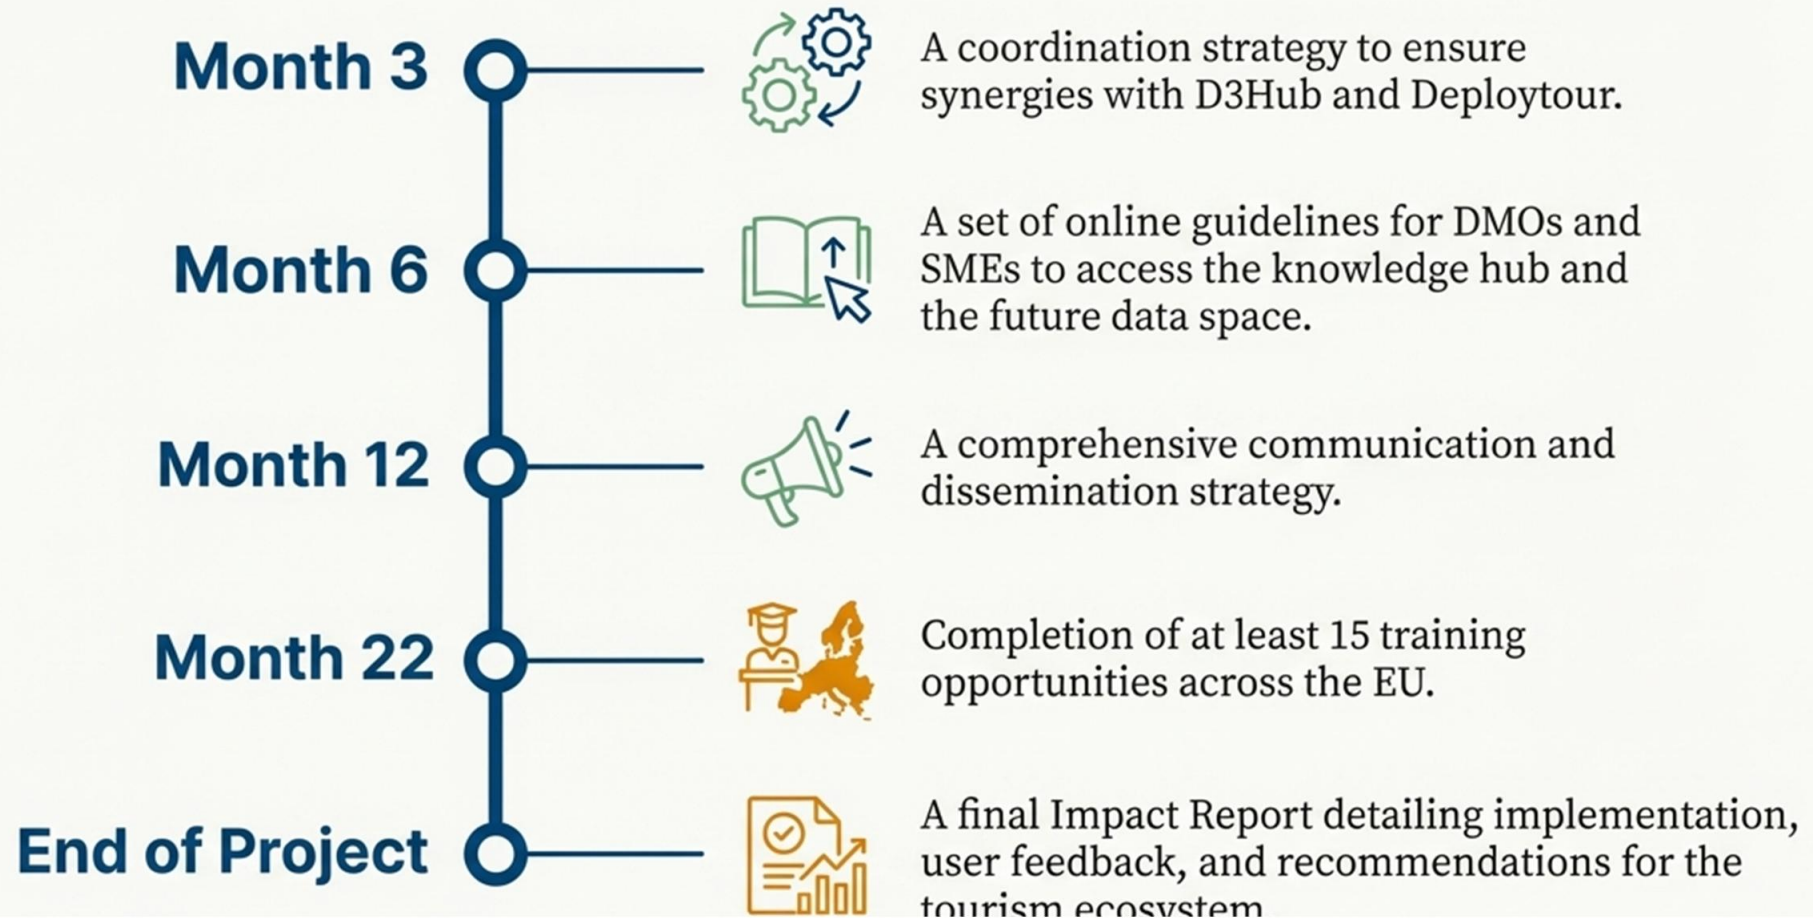 Month 3
A coordination strategy to ensure
synergies with D3Hub and Deploytour.
Month 6
A set of online guidelines for DMOs and
SMEs to access the knowledge hub and
the future data space.
Month 12
A comprehensive communication and
dissemination strategy.
Month 22
Completion of at least 15 training
opportunities across the EU.
End of Project
A final Impact Report detailing implementation,
user feedback, and recommendations for the
tourism ecosystem